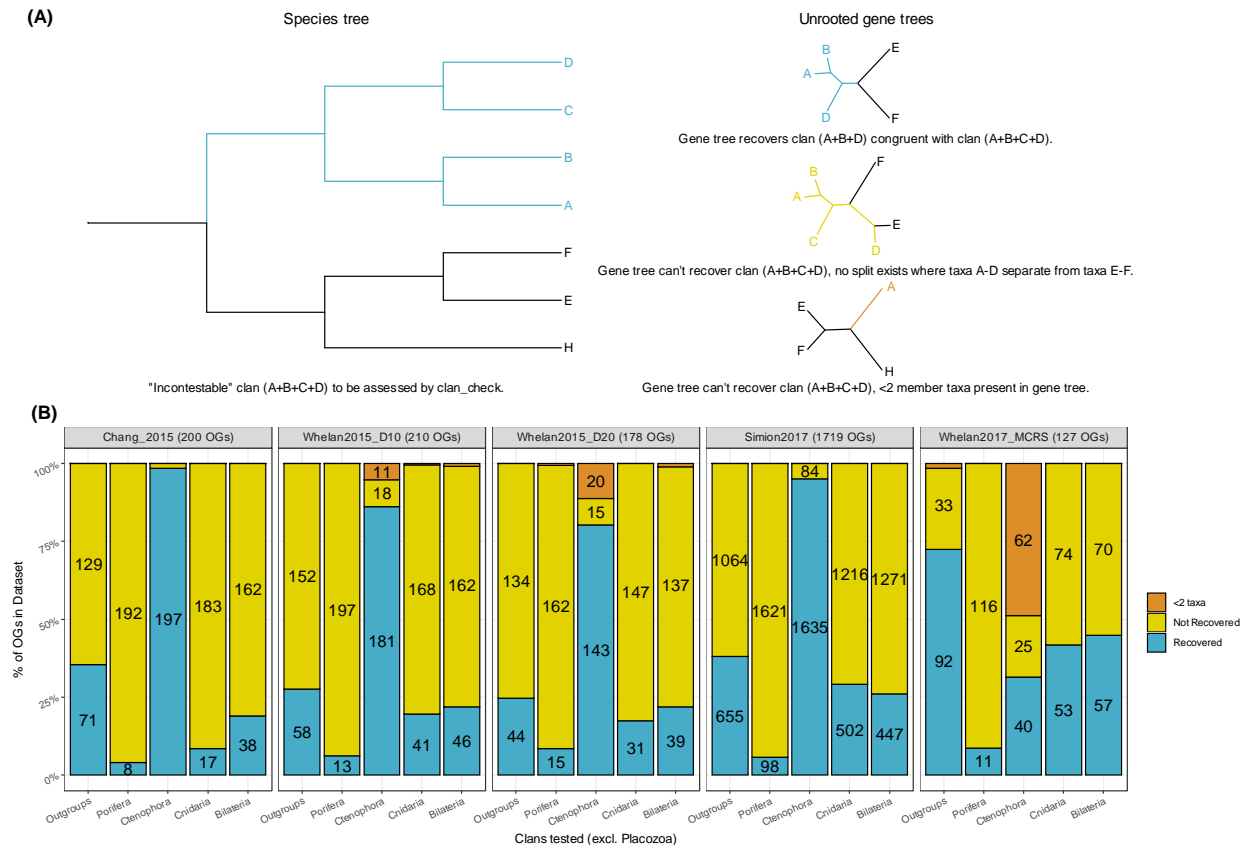 (A)
Species tree
Unrooted gene trees
D
C
B
A
F
E
H
"Incontestable" clan (A+B+C+D) to be assessed by clan_check.
B
A
D
E
F
Gene tree recovers clan (A+B+D) congruent with clan (A+B+C+D).
B
A
C
F
E
D
Gene tree can't recover clan (A+B+C+D), no split exists where taxa A-D separate from taxa E-F.
E
F
A
H
Gene tree can't recover clan (A+B+C+D), <2 member taxa present in gene tree.
(B)
% of OGs in Dataset
100%
75%
50%
25%
0%
Chang_2015 (200 OGs)
129
71
192
8
197
183
17
162
38
Outgroups
Porifera
Ctenophora
Cnidaria
Bilateria
Whelan2015_D10 (210 OGs)
152
58
197
13
11
18
181
168
41
162
46
Outgroups
Porifera
Ctenophora
Cnidaria
Bilateria
Whelan2015_D20 (178 OGs)
134
44
162
15
20
15
143
147
31
137
39
Outgroups
Porifera
Ctenophora
Cnidaria
Bilateria
Simion2017 (1719 OGs)
1064
655
1621
98
84
1635
1216
502
1271
447
Outgroups
Porifera
Ctenophora
Cnidaria
Bilateria
Whelan2017_MCRS (127 OGs)
33
92
116
11
62
25
40
74
53
70
57
Outgroups
Porifera
Ctenophora
Cnidaria
Bilateria
Clans tested (excl. Placozoa)
<2 taxa
Not Recovered
Recovered